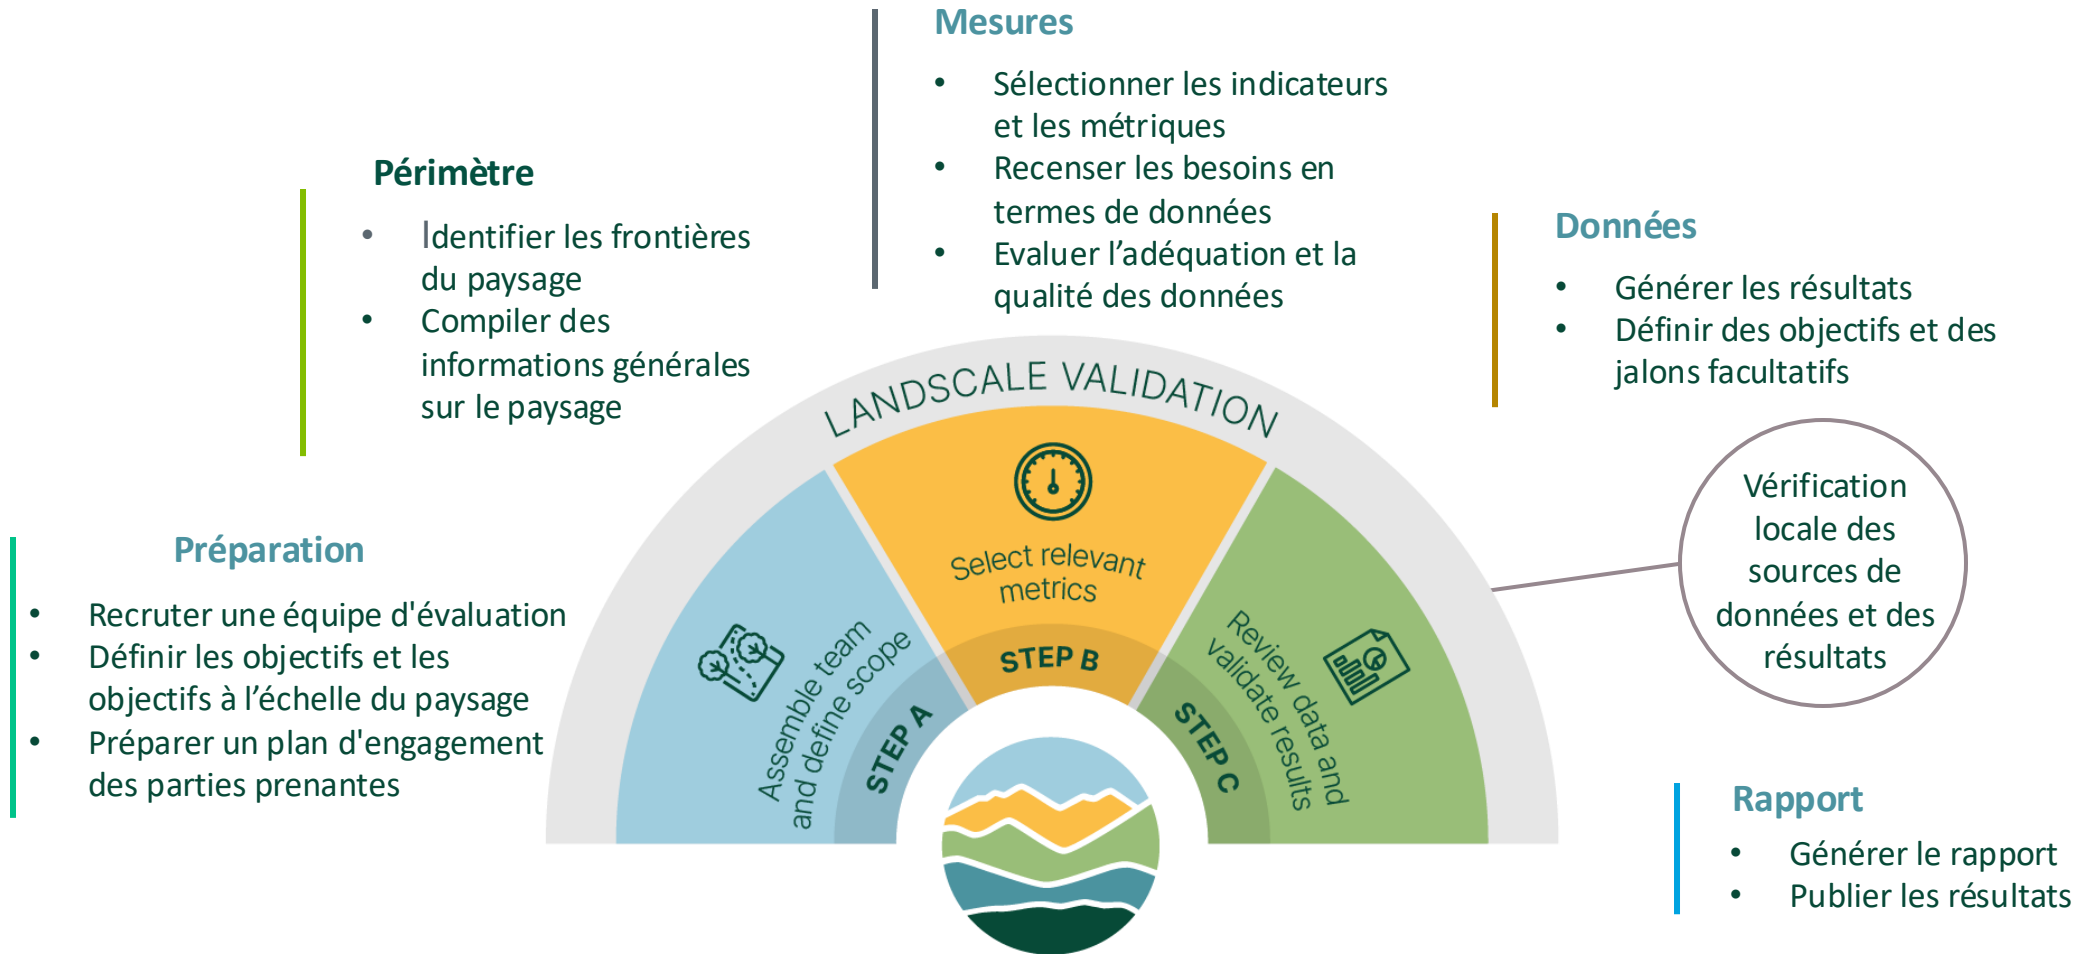 Mesures
• Sélectionner les indicateurs
et les métriques
• Recenser les besoins en
termes de données
• Evaluer l’adéquation et la
qualité des données
Périmètre
• Identifier les frontières
du paysage
• Compiler des
informations générales
sur le paysage
Données
• Générer les résultats
• Définir des objectifs et des
jalons facultatifs
Préparation
• Recruter une équipe d'évaluation
• Définir les objectifs et les
objectifs à l’échelle du paysage
• Préparer un plan d'engagement
des parties prenantes
LANDSCALE VALIDATION
Assemble team
and define scope
STEP A
Select relevant
metrics
STEP B
Review data and
validate results
STEP C
Vérification
locale des
sources de
données et des
résultats
Rapport
• Générer le rapport
• Publier les résultats